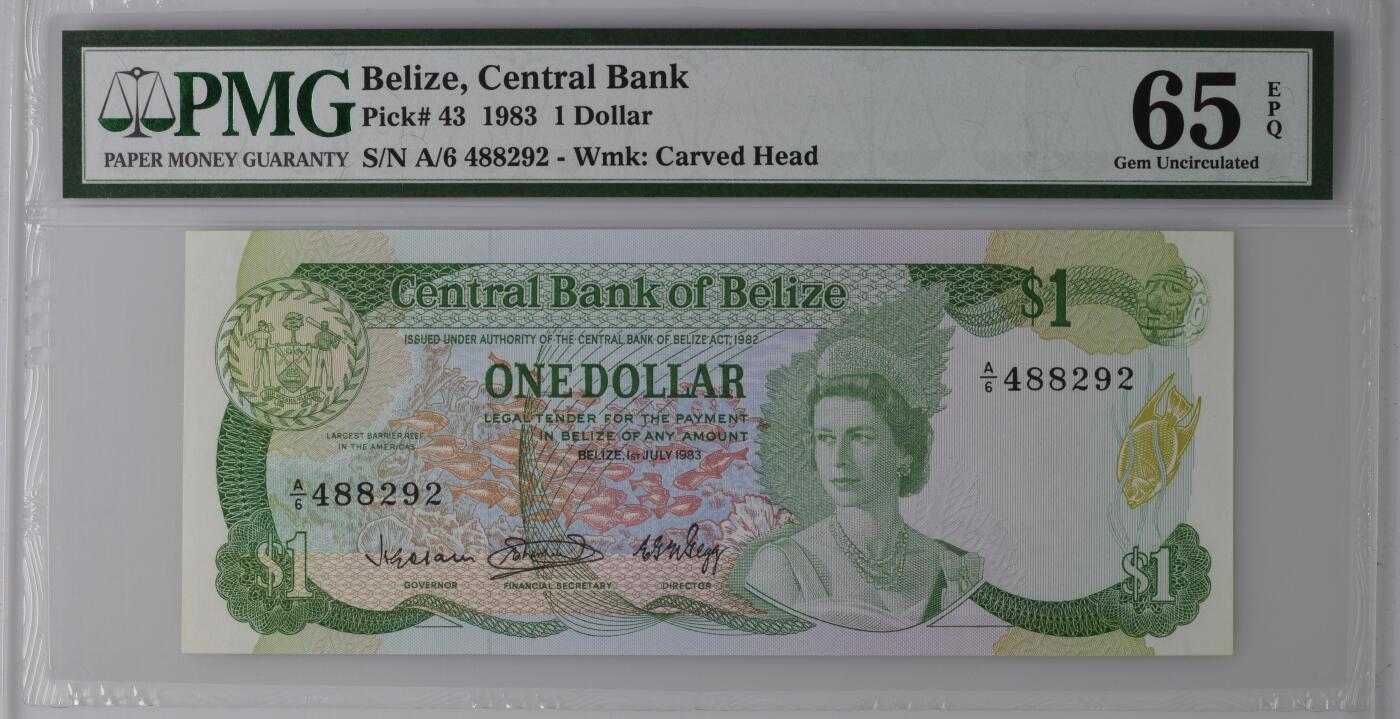 PMG
PAPER MONEY GUARANTY
Belize, Central Bank
Pick# 43 1983 1 Dollar
S/N A/6 488292 - Wmk: Carved Head
65
EPQ
Gem Uncirculated
Central Bank of Belize
$1
ISSUED UNDER AUTHORITY OF THE CENTRAL BANK OF BELIZE ACT, 1982
ONE DOLLAR
A/6 488292
LEGAL TENDER FOR THE PAYMENT
IN BELIZE OF ANY AMOUNT
LARGEST BARRIER REEF
IN THE AMERICAS
BELIZE, 1ST JULY 1983
A/6 488292
GOVERNOR
FINANCIAL SECRETARY
DIRECTOR
$1
$1